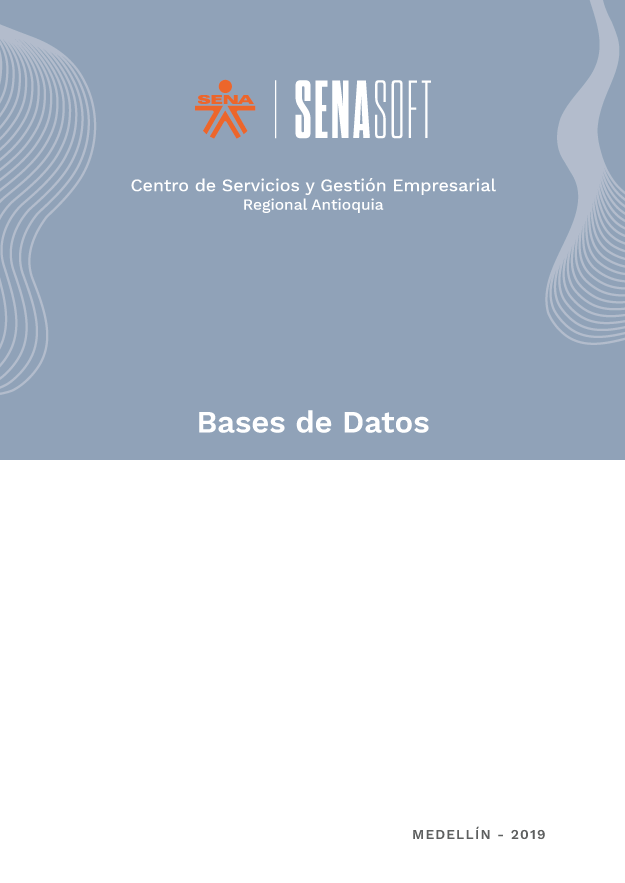 SENA
SENASOFT
Centro de Servicios y Gestión Empresarial
Regional Antioquia
Bases de Datos
MEDELLÍN - 2019